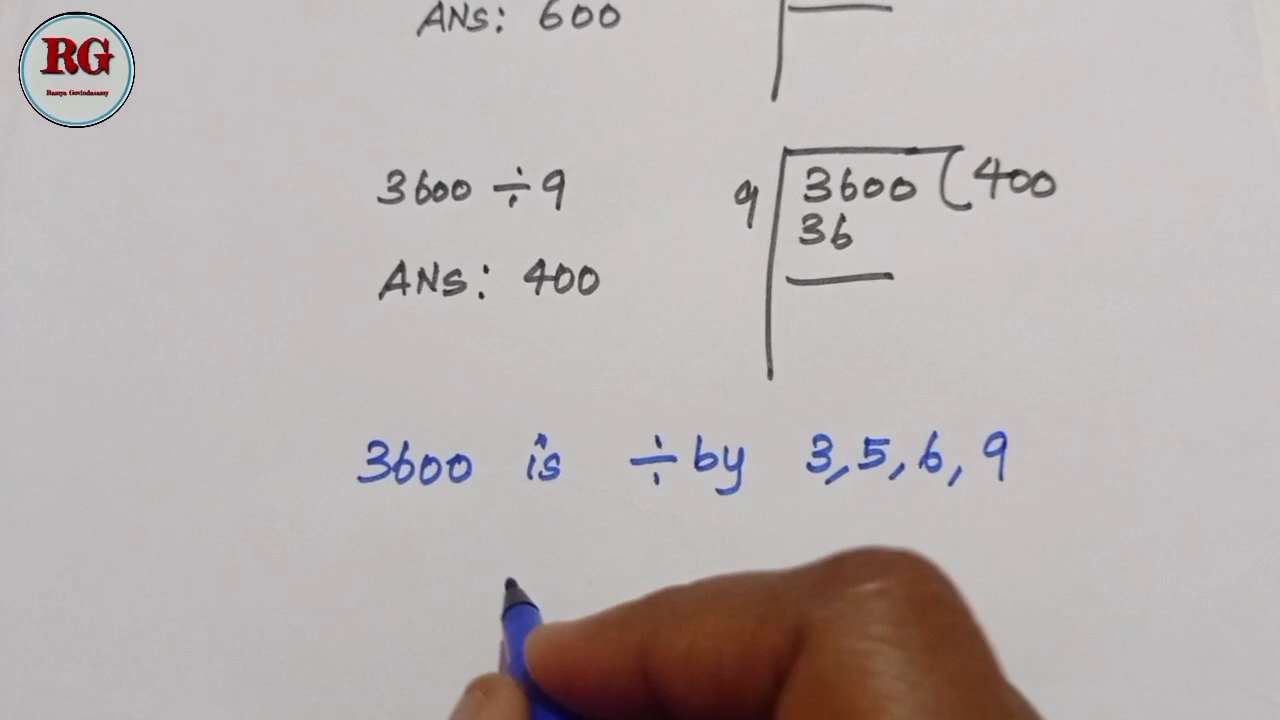 RG
Ramya Govindasamy
ANS: 600
3600 ÷ 9
9 3600 ( 400
36
ANS: 400
3600 is ÷ by 3, 5, 6, 9